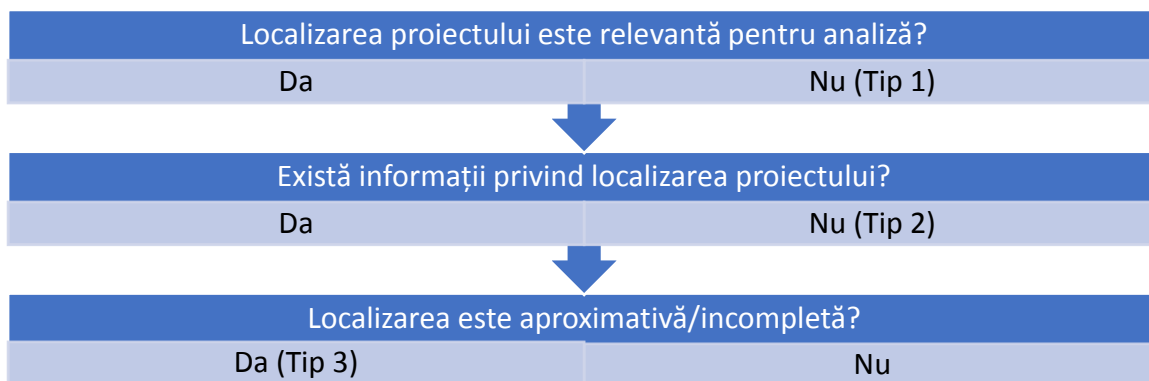 Localizarea proiectului este relevantă pentru analiză?
Da
Nu (Tip 1)
Există informații privind localizarea proiectului?
Da
Nu (Tip 2)
Localizarea este aproximativă/incompletă?
Da (Tip 3)
Nu